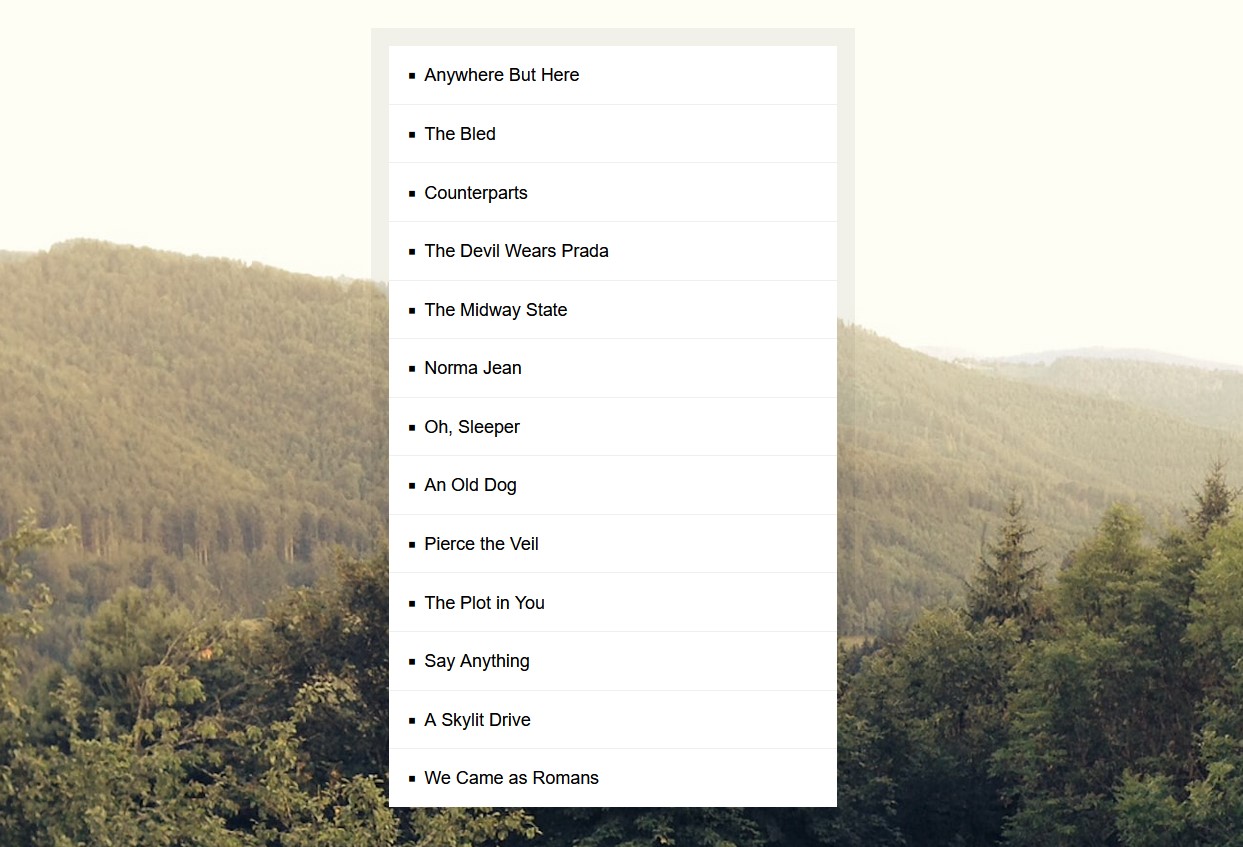 Anywhere But Here
The Bled
Counterparts
The Devil Wears Prada
The Midway State
Norma Jean
Oh, Sleeper
An Old Dog
Pierce the Veil
The Plot in You
Say Anything
A Skylit Drive
We Came as Romans